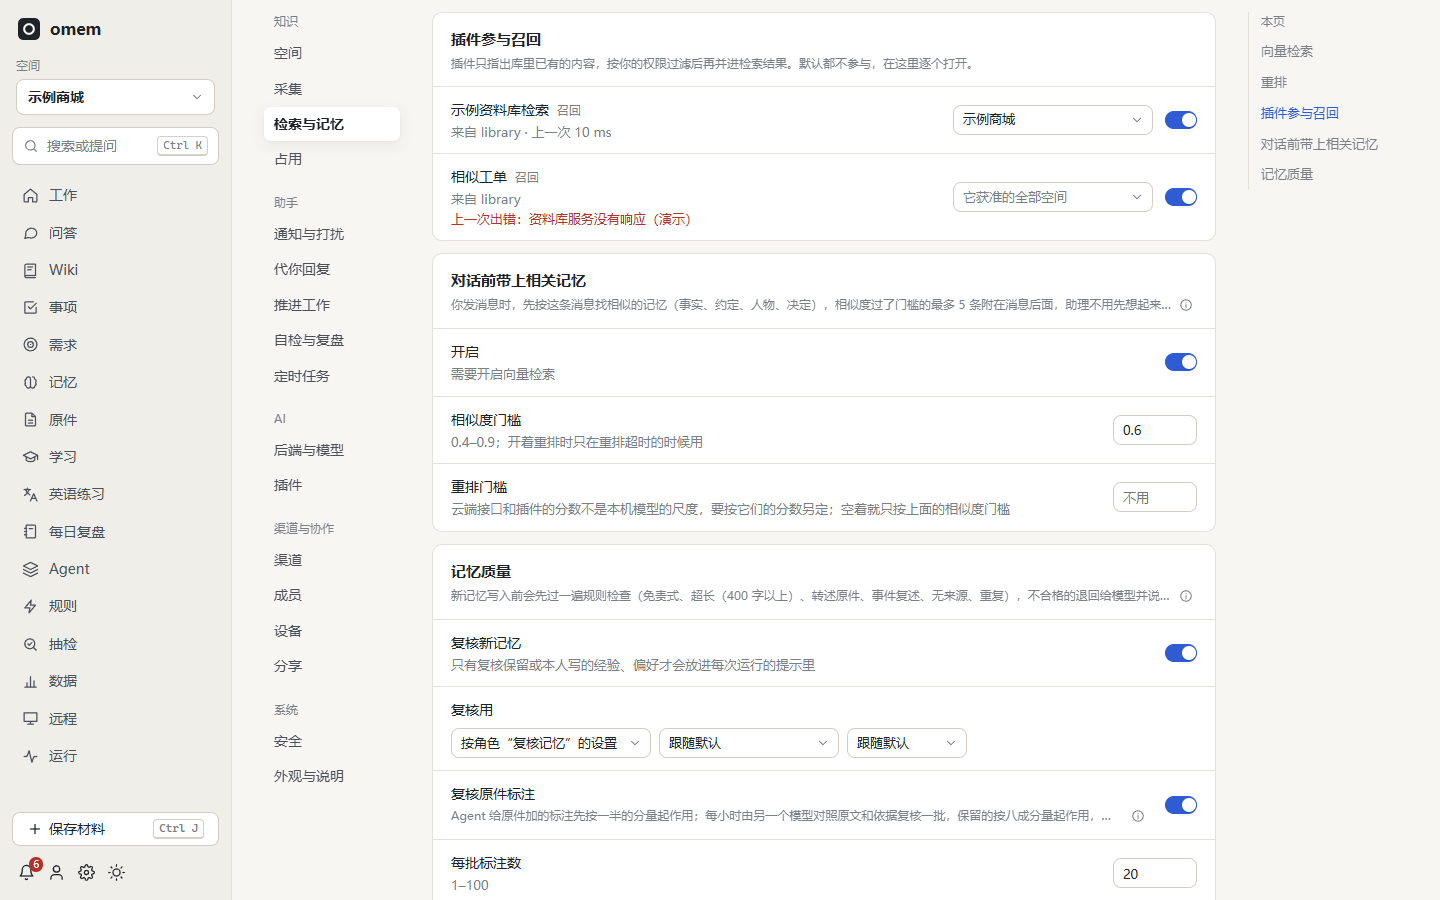 omem
空间
示例商城
搜索或提问 Ctrl K
工作
问答
Wiki
事项
需求
记忆
原件
学习
英语练习
每日复盘
Agent
规则
抽检
数据
远程
运行
保存材料 Ctrl J
6
知识
空间
采集
检索与记忆
占用
助手
通知与打扰
代你回复
推进工作
自检与复盘
定时任务
AI
后端与模型
插件
渠道与协作
渠道
成员
设备
分享
系统
安全
外观与说明
插件参与召回
插件只指出库里已有的内容，按你的权限过滤后再并进检索结果。默认都不参与，在这里逐个打开。
示例资料库检索 召回
来自 library · 上一次 10 ms
示例商城
相似工单 召回
来自 library
上一次出错：资料库服务没有响应（演示）
它获准的全部空间
对话前带上相关记忆
你发消息时，先按这条消息找相似的记忆（事实、约定、人物、决定），相似度过了门槛的最多 5 条附在消息后面，助理不用先想起来...
开启
需要开启向量检索
相似度门槛
0.4–0.9；开着重排时只在重排超时的时候用
0.6
重排门槛
云端接口和插件的分数不是本机模型的尺度，要按它们的分数另定；空着就只按上面的相似度门槛
不用
记忆质量
新记忆写入前会先过一遍规则检查（免责式、超长（400 字以上）、转述原件、事件复述、无来源、重复），不合格的退回给模型并说...
复核新记忆
只有复核保留或本人写的经验、偏好才会放进每次运行的提示里
复核用
按角色“复核记忆”的设置 跟随默认 跟随默认
复核原件标注
Agent 给原件加的标注先按一半的分量起作用；每小时由另一个模型对照原文和依据复核一批，保留的按八成分量起作用，...
每批标注数
1–100
20
本页
向量检索
重排
插件参与召回
对话前带上相关记忆
记忆质量